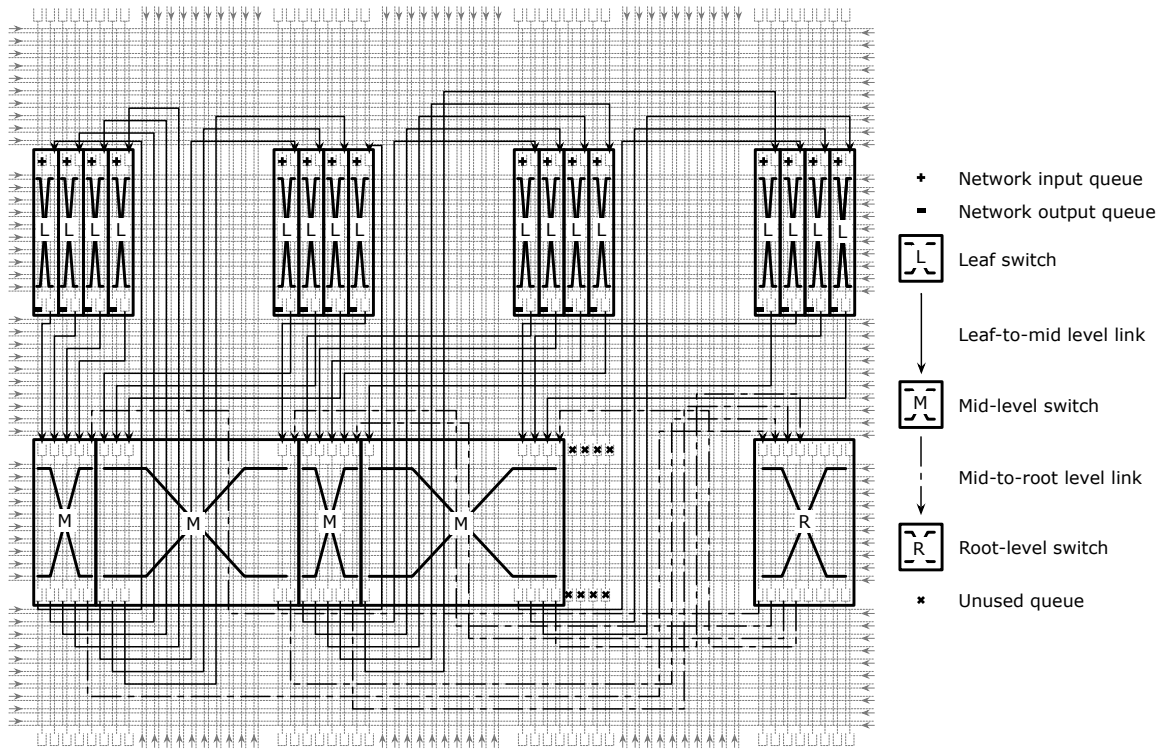 + + + + + + + + + + + + + + + +
L L L L L L L L L L L L L L L L
- - - - - - - - - - - - - - - -
M M M M R
+ Network input queue
- Network output queue
L Leaf switch
Leaf-to-mid level link
M Mid-level switch
Mid-to-root level link
R Root-level switch
× Unused queue